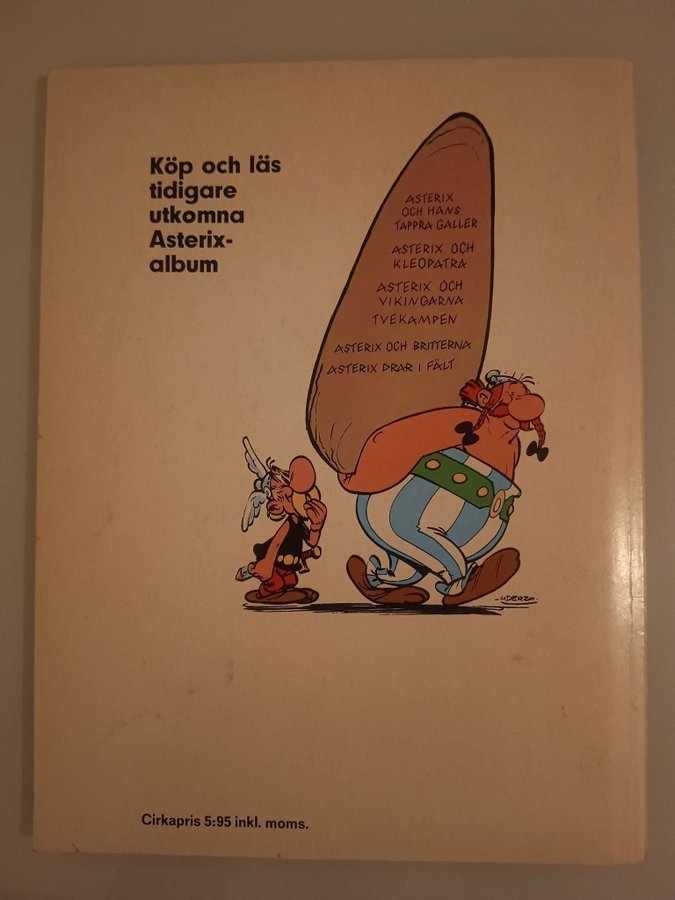 Köp och läs
tidigare
utkomna
Asterix-
album
ASTERIX
OCH HANS
TAPPRA GALLER
ASTERIX OCH
KLEOPATRA
ASTERIX OCH
VIKINGARNA
TVEKAMPEN
ASTERIX OCH BRITTERNA
ASTERIX DRAR I FÄLT
-UDERZO-
Cirkapris 5:95 inkl. moms.